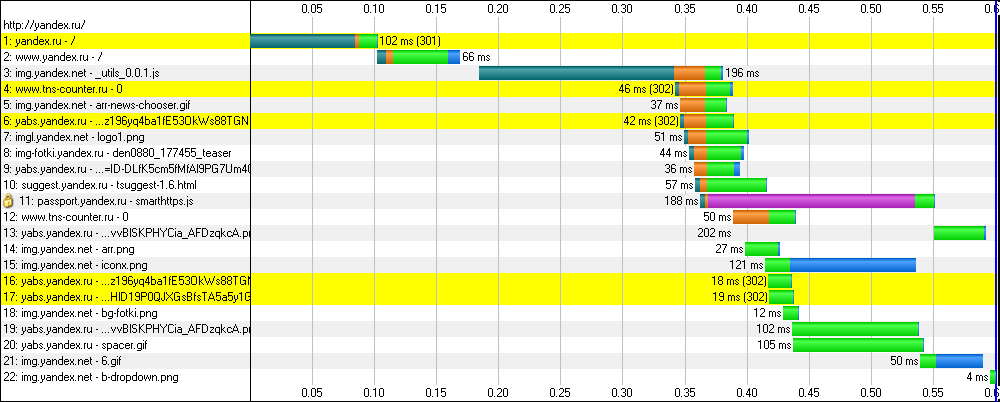 0.05 0.10 0.15 0.20 0.25 0.30 0.35 0.40 0.45 0.50 0.55 0.6
http://yandex.ru/
1: yandex.ru - / 102 ms (301)
2: www.yandex.ru - / 66 ms
3: img.yandex.net - _utils_0.0.1.js 196 ms
4: www.tns-counter.ru - 0 46 ms (302)
5: img.yandex.net - arr-news-chooser.gif 37 ms
6: yabs.yandex.ru - ...z196yq4ba1fE53OkWs88TGN 42 ms (302)
7: imgl.yandex.net - logo1.png 51 ms
8: img-fotki.yandex.ru - den0880_177455_teaser 44 ms
9: yabs.yandex.ru - ...=ID-DLfK5cm5fMfAl9PG7Um40 36 ms
10: suggest.yandex.ru - tsuggest-1.6.html 57 ms
11: passport.yandex.ru - smarthttps.js 188 ms
12: www.tns-counter.ru - 0 50 ms
13: yabs.yandex.ru - ...vvBlSKPHYCia_AFDzqkcA.pr 202 ms
14: img.yandex.net - arr.png 27 ms
15: img.yandex.net - iconx.png 121 ms
16: yabs.yandex.ru - ...z196yq4ba1fE53OkWs88TGN 18 ms (302)
17: yabs.yandex.ru - ...HID19P0QJXGsBfsTA5a5y1G 19 ms (302)
18: img.yandex.net - bg-fotki.png 12 ms
19: yabs.yandex.ru - ...vvBlSKPHYCia_AFDzqkcA.pr 102 ms
20: yabs.yandex.ru - spacer.gif 105 ms
21: img.yandex.net - 6.gif 50 ms
22: img.yandex.net - b-dropdown.png 4 ms
0.05 0.10 0.15 0.20 0.25 0.30 0.35 0.40 0.45 0.50 0.55 0.6